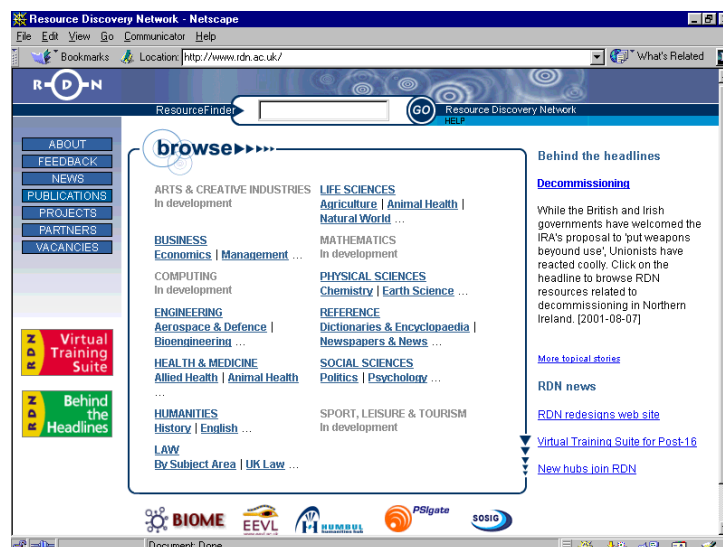 Resource Discovery Network - Netscape
File Edit View Go Communicator Help
Bookmarks Location: http://www.rdn.ac.uk/ What's Related
R D N
ResourceFinder GO Resource Discovery Network
HELP
ABOUT
FEEDBACK
NEWS
PUBLICATIONS
PROJECTS
PARTNERS
VACANCIES
RDN Virtual
Training
Suite
RDN Behind
the
Headlines
browse
ARTS & CREATIVE INDUSTRIES
In development
BUSINESS
Economics | Management ...
COMPUTING
In development
ENGINEERING
Aerospace & Defence |
Bioengineering ...
HEALTH & MEDICINE
Allied Health | Animal Health
...
HUMANITIES
History | English ...
LAW
By Subject Area | UK Law ...
LIFE SCIENCES
Agriculture | Animal Health |
Natural World ...
MATHEMATICS
In development
PHYSICAL SCIENCES
Chemistry | Earth Science ...
REFERENCE
Dictionaries & Encyclopaedia |
Newspapers & News ...
SOCIAL SCIENCES
Politics | Psychology ...
SPORT, LEISURE & TOURISM
In development
Behind the headlines
Decommissioning
While the British and Irish
governments have welcomed the
IRA's proposal to 'put weapons
beyound use', Unionists have
reacted coolly. Click on the
headline to browse RDN
resources related to
decommissioning in Northern
Ireland. [2001-08-07]
More topical stories
RDN news
RDN redesigns web site
Virtual Training Suite for Post-16
New hubs join RDN
BIOME EEVL HUMBUL humanities hub PSIgate SOSIG
Document: Done